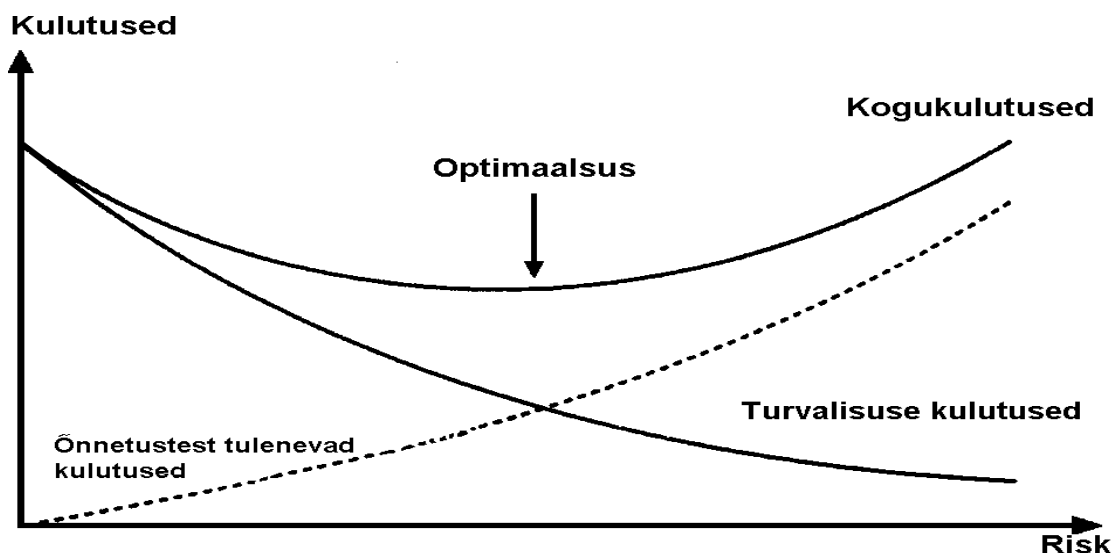 Kulutused
Kogukulutused
Optimaalsus
Turvalisuse kulutused
Õnnetustest tulenevad
kulutused
Risk